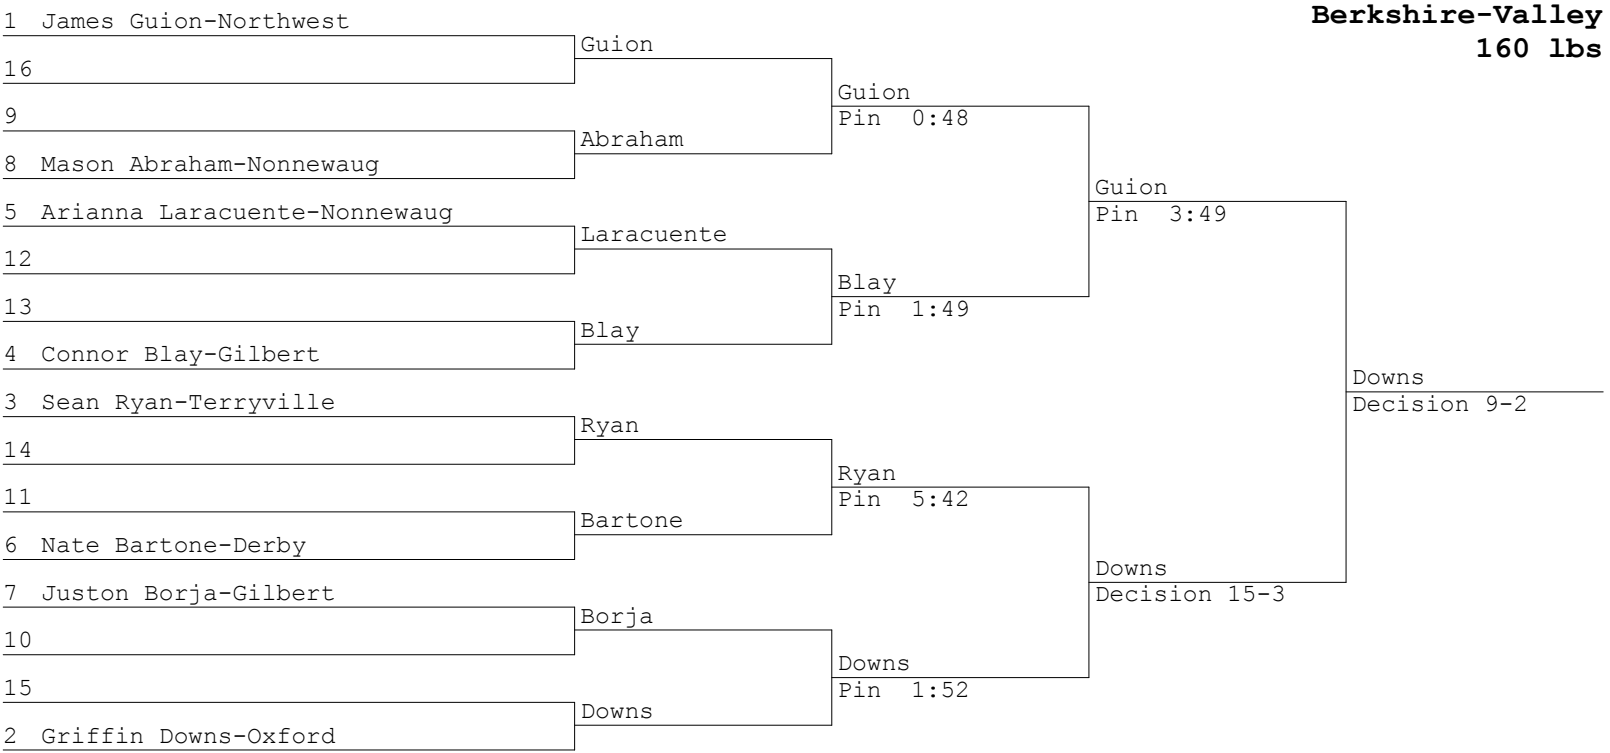 Berkshire-Valley
160 lbs
1 James Guion-Northwest
16
9
8 Mason Abraham-Nonnewaug
5 Arianna Laracuente-Nonnewaug
12
13
4 Connor Blay-Gilbert
3 Sean Ryan-Terryville
14
11
6 Nate Bartone-Derby
7 Juston Borja-Gilbert
10
15
2 Griffin Downs-Oxford
Guion
Abraham
Laracuente
Blay
Ryan
Bartone
Borja
Downs
Guion
Pin 0:48
Blay
Pin 1:49
Ryan
Pin 5:42
Downs
Pin 1:52
Guion
Pin 3:49
Downs
Decision 15-3
Downs
Decision 9-2